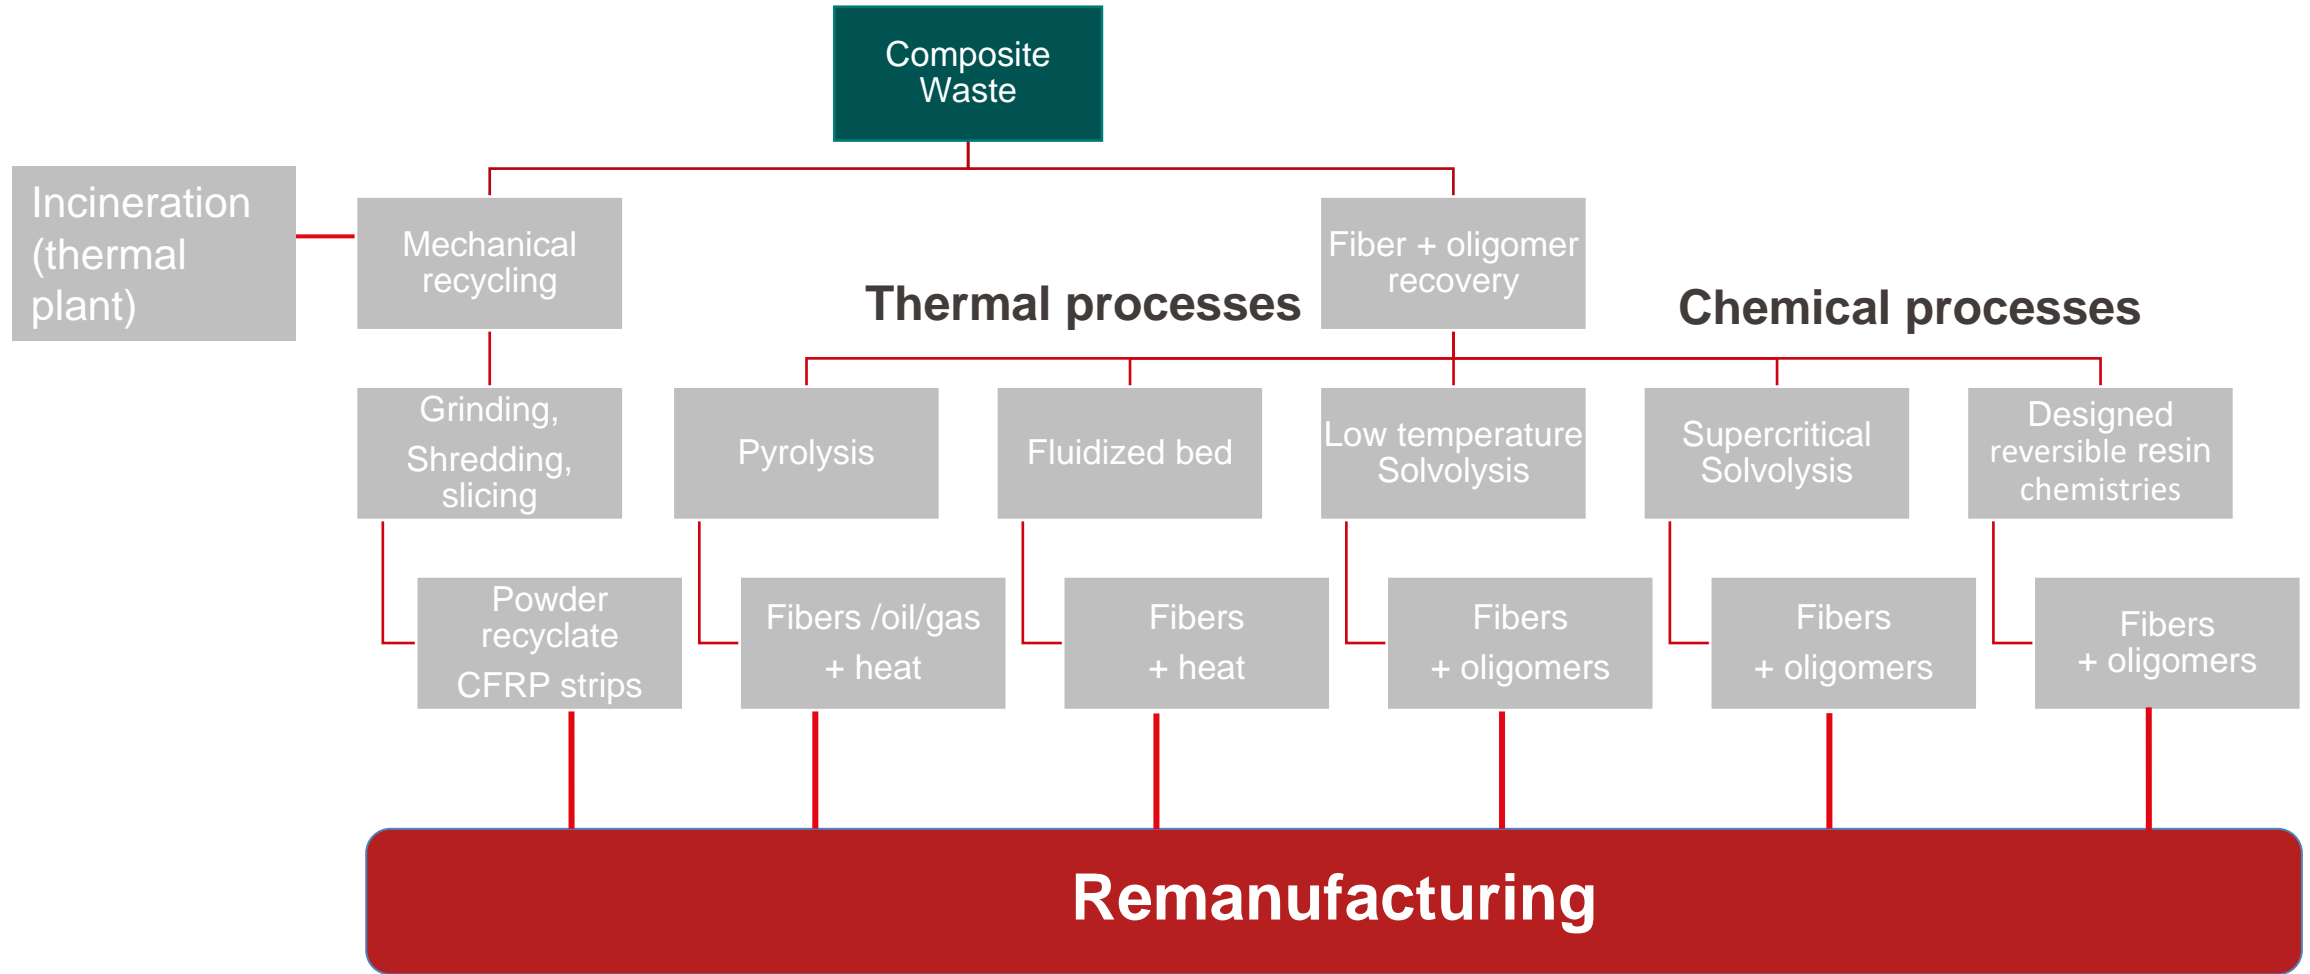 Composite
Waste
Incineration
(thermal
plant)
Mechanical
recycling
Fiber + oligomer
recovery
Thermal processes
Chemical processes
Grinding,
Shredding,
slicing
Pyrolysis
Fluidized bed
Low temperature
Solvolysis
Supercritical
Solvolysis
Designed
reversible resin
chemistries
Powder
recyclate
CFRP strips
Fibers /oil/gas
+ heat
Fibers
+ heat
Fibers
+ oligomers
Fibers
+ oligomers
Fibers
+ oligomers
Remanufacturing